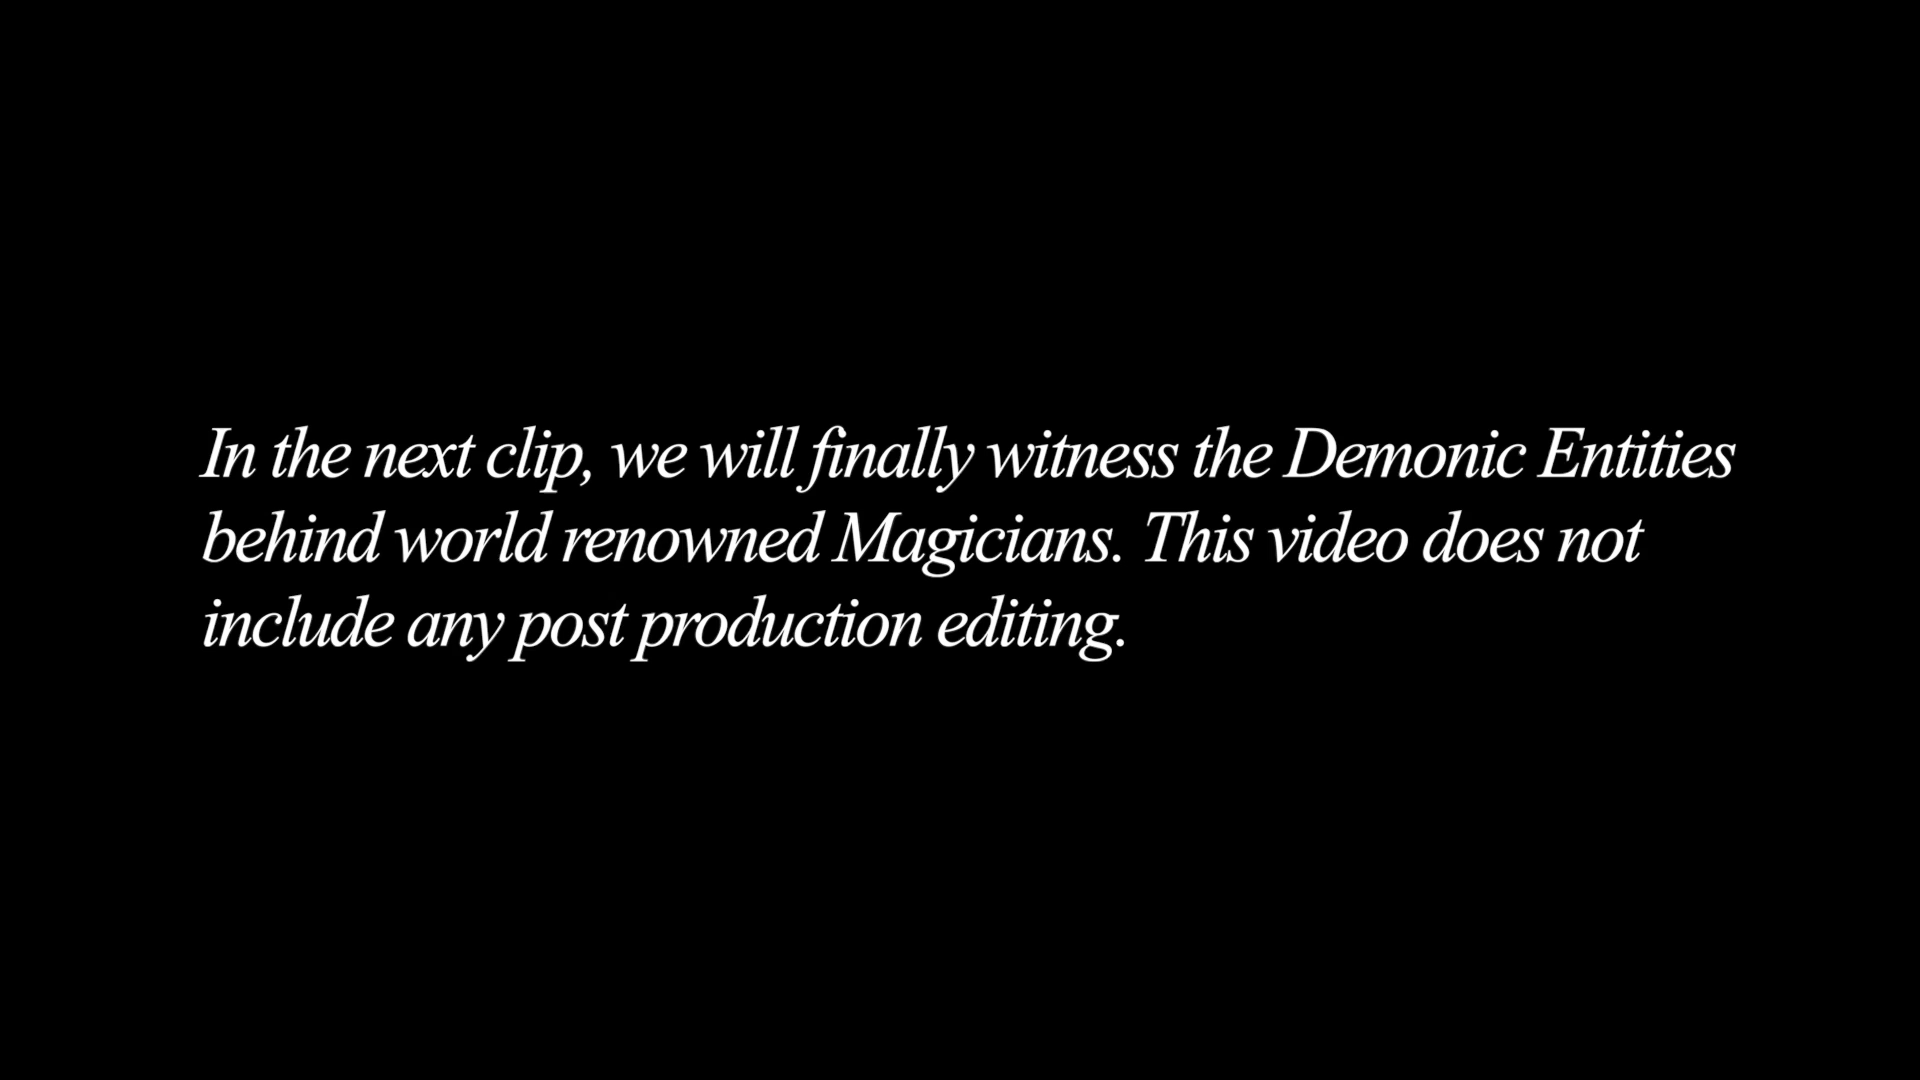 In the next clip, we will finally witness the Demonic Entities
behind world renowned Magicians. This video does not
include any post production editing.